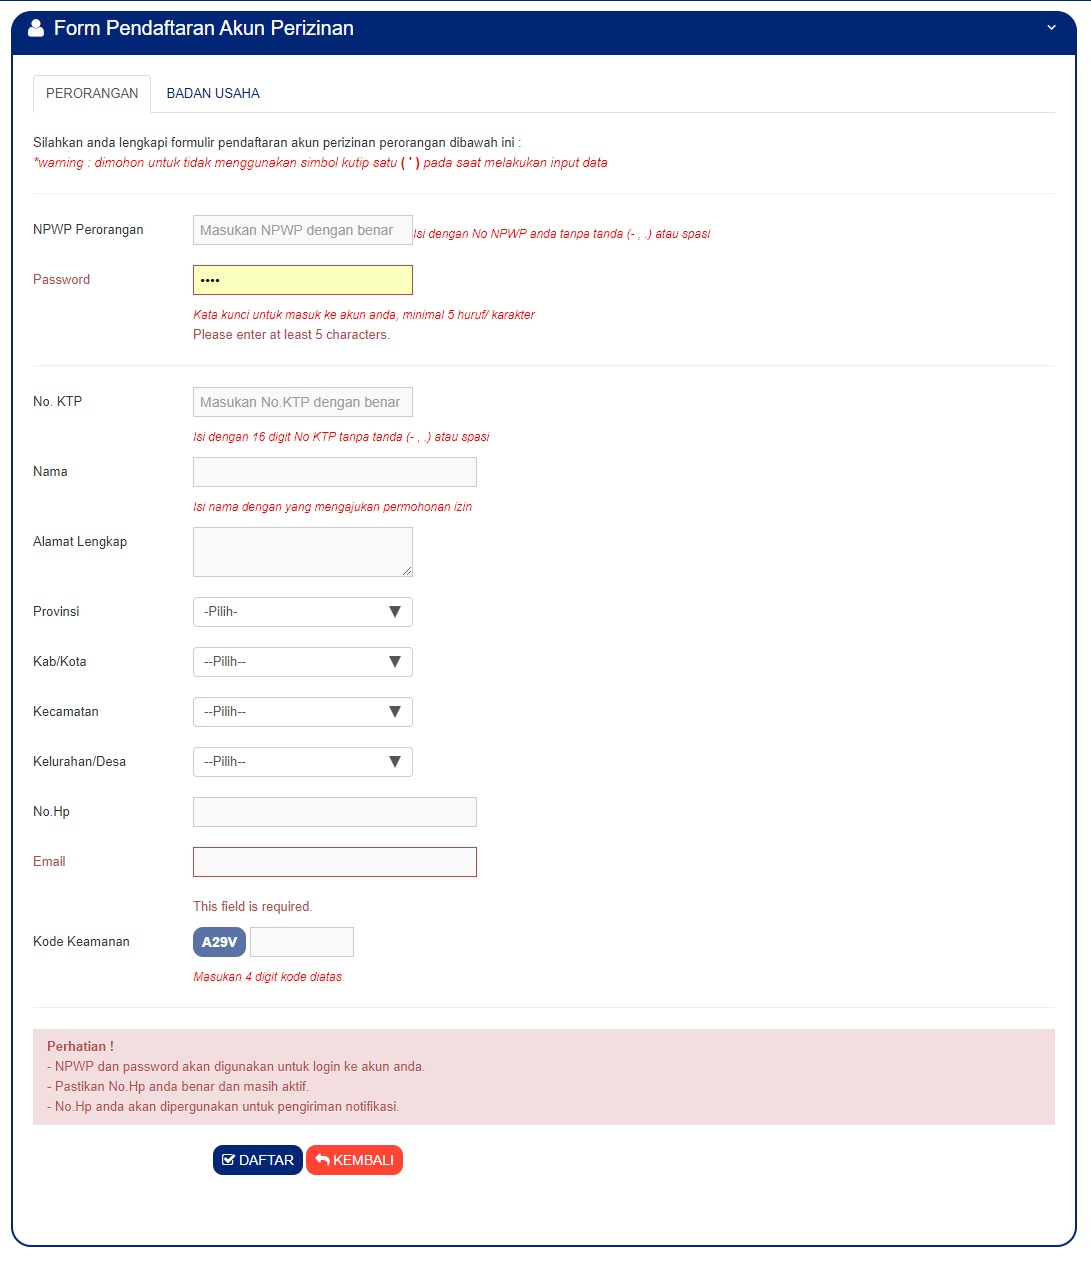 Form Pendaftaran Akun Perizinan
PERORANGAN BADAN USAHA
Silahkan anda lengkapi formulir pendaftaran akun perizinan perorangan dibawah ini :
*warning : dimohon untuk tidak menggunakan simbol kutip satu ( ' ) pada saat melakukan input data
NPWP Perorangan Masukan NPWP dengan benar Isi dengan No NPWP anda tanpa tanda (- , .) atau spasi
Password ••••
Kata kunci untuk masuk ke akun anda, minimal 5 huruf/ karakter
Please enter at least 5 characters.
No. KTP Masukan No.KTP dengan benar
Isi dengan 16 digit No KTP tanpa tanda (- , .) atau spasi
Nama
Isi nama dengan yang mengajukan permohonan izin
Alamat Lengkap
Provinsi -Pilih-
Kab/Kota --Pilih--
Kecamatan --Pilih--
Kelurahan/Desa --Pilih--
No.Hp
Email
This field is required.
Kode Keamanan A29V
Masukan 4 digit kode diatas
Perhatian !
- NPWP dan password akan digunakan untuk login ke akun anda.
- Pastikan No.Hp anda benar dan masih aktif.
- No.Hp anda akan dipergunakan untuk pengiriman notifikasi.
DAFTAR KEMBALI